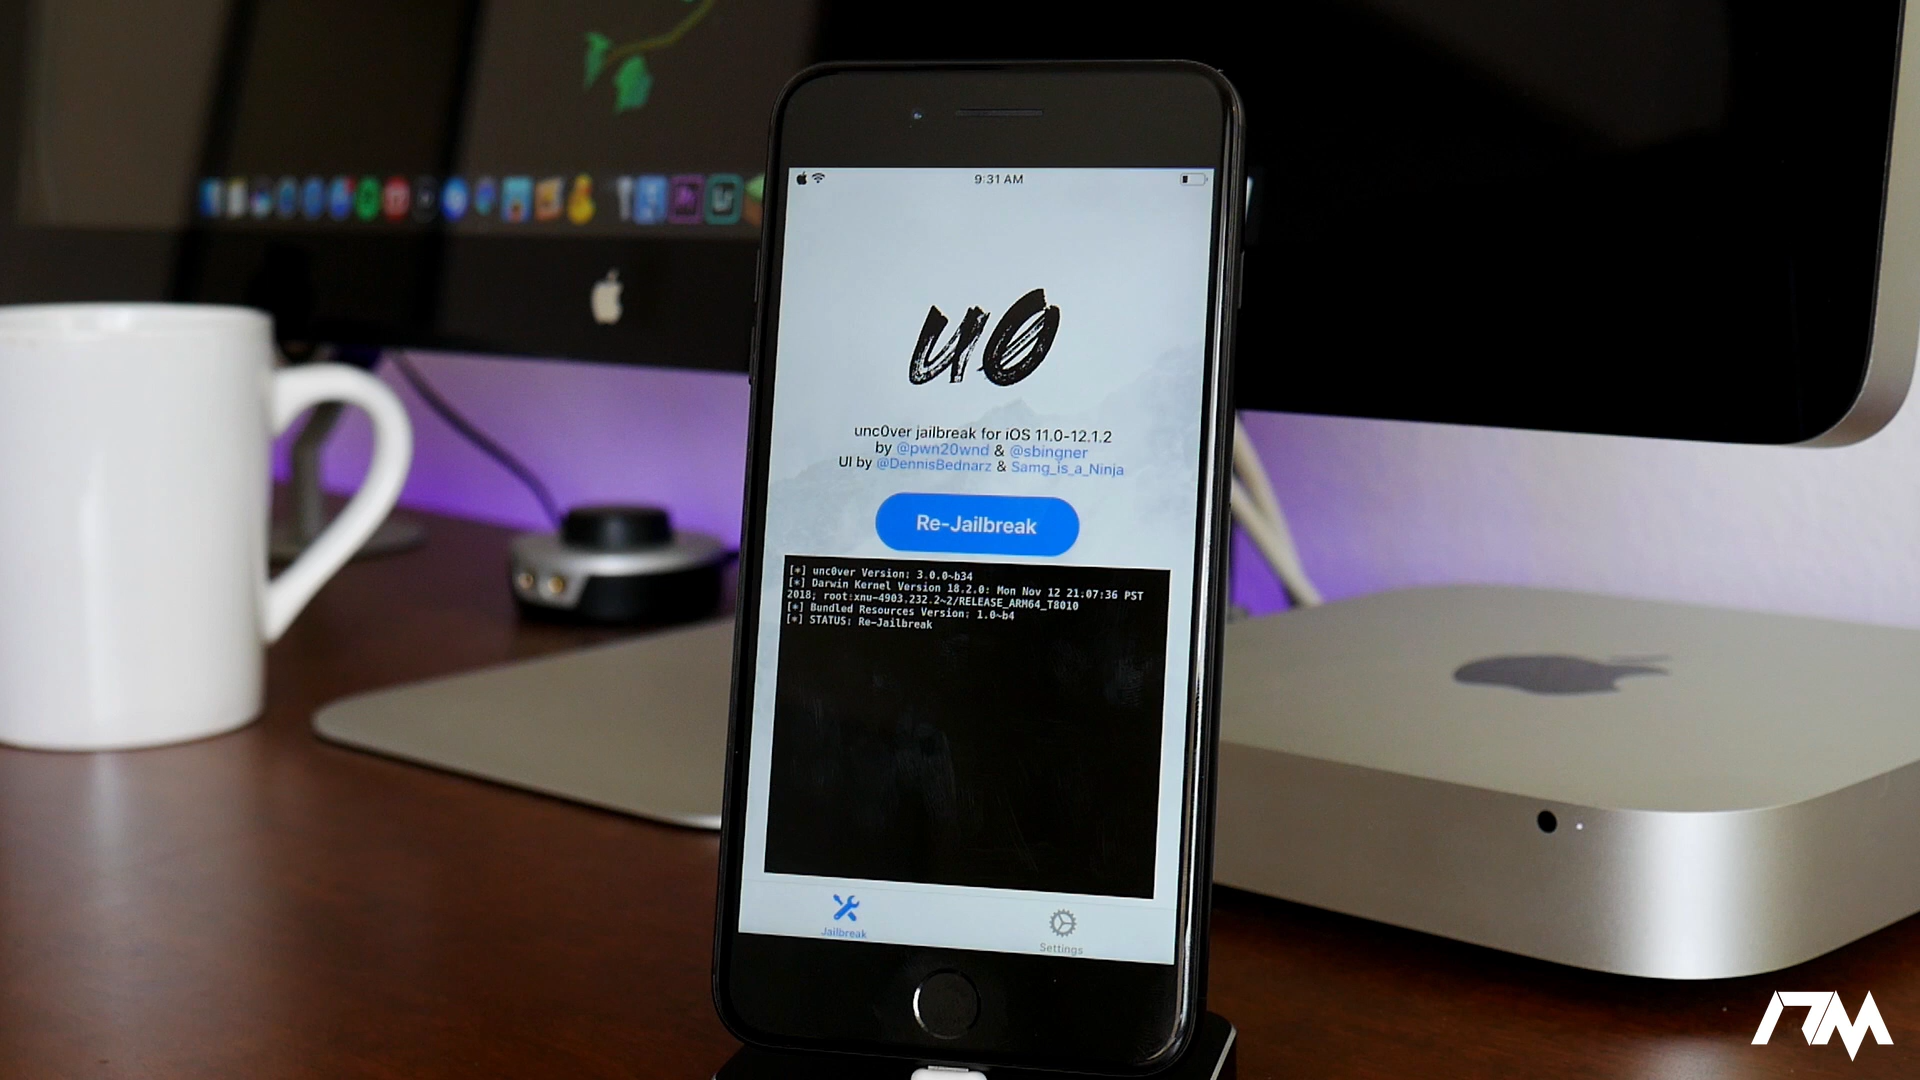 9:31 AM
u0
unc0ver jailbreak for iOS 11.0-12.1.2
by @pwn20wnd & @sbingner
UI by @DennisBednarz & Samg_is_a_Ninja
Re-Jailbreak
[*] unc0ver Version: 3.0.0~b34
[*] Darwin Kernel Version 18.2.0: Mon Nov 12 21:07:36 PST
2018; root:xnu-4903.232.2~2/RELEASE_ARM64_T8010
[*] Bundled Resources Version: 1.0~b4
[*] STATUS: Re-Jailbreak
Jailbreak
Settings